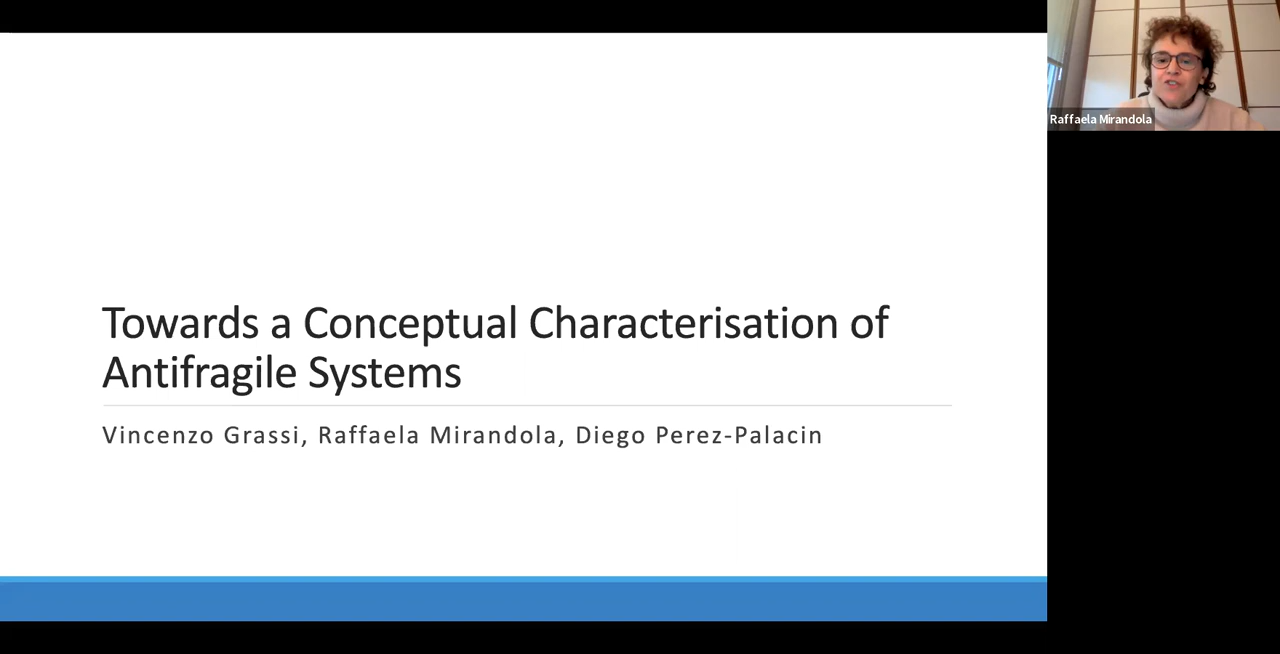 Towards a Conceptual Characterisation of
Antifragile Systems
Vincenzo Grassi, Raffaela Mirandola, Diego Perez-Palacin
Raffaela Mirandola